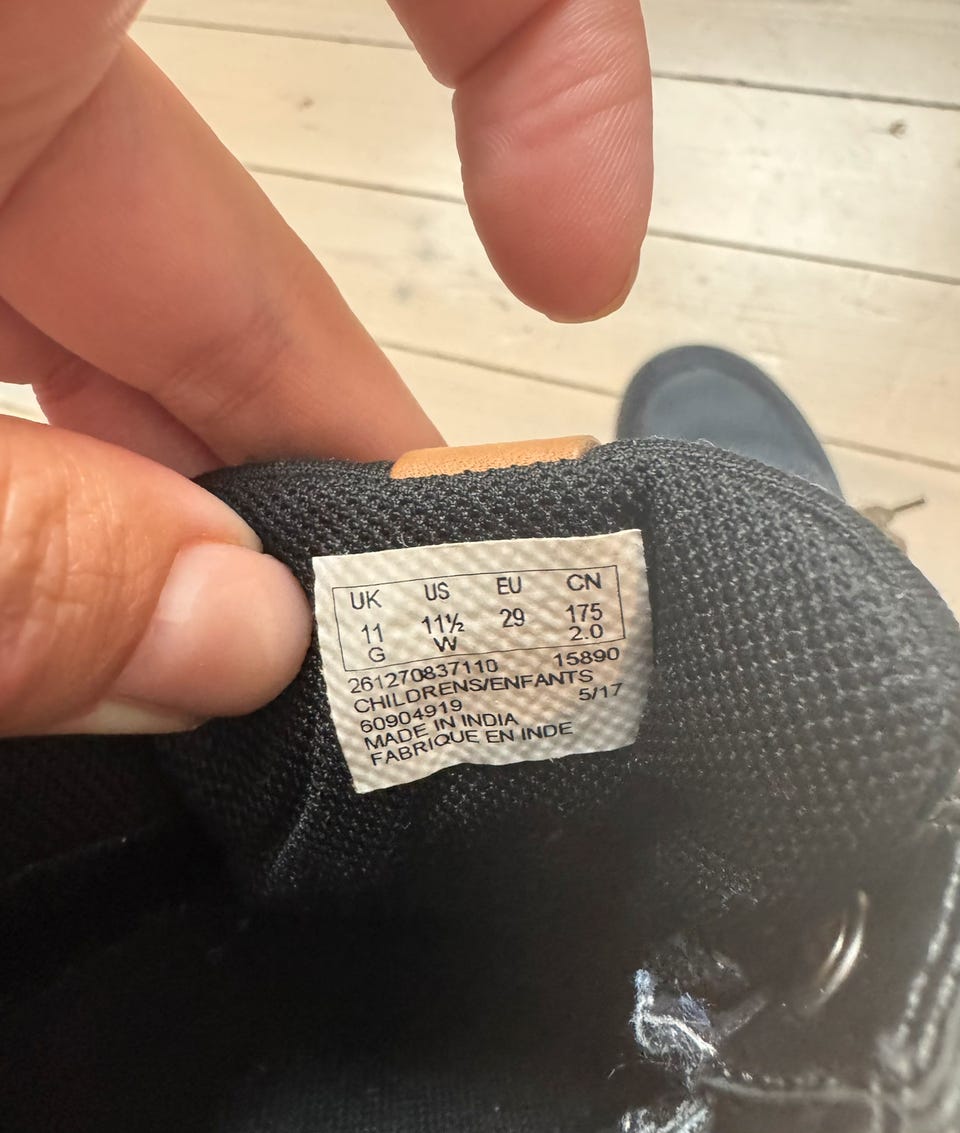 UK US EU CN
11 11½ 29 175
G W 2.0
261270837110 15890
CHILDRENS/ENFANTS
60904919 5/17
MADE IN INDIA
FABRIQUE EN INDE